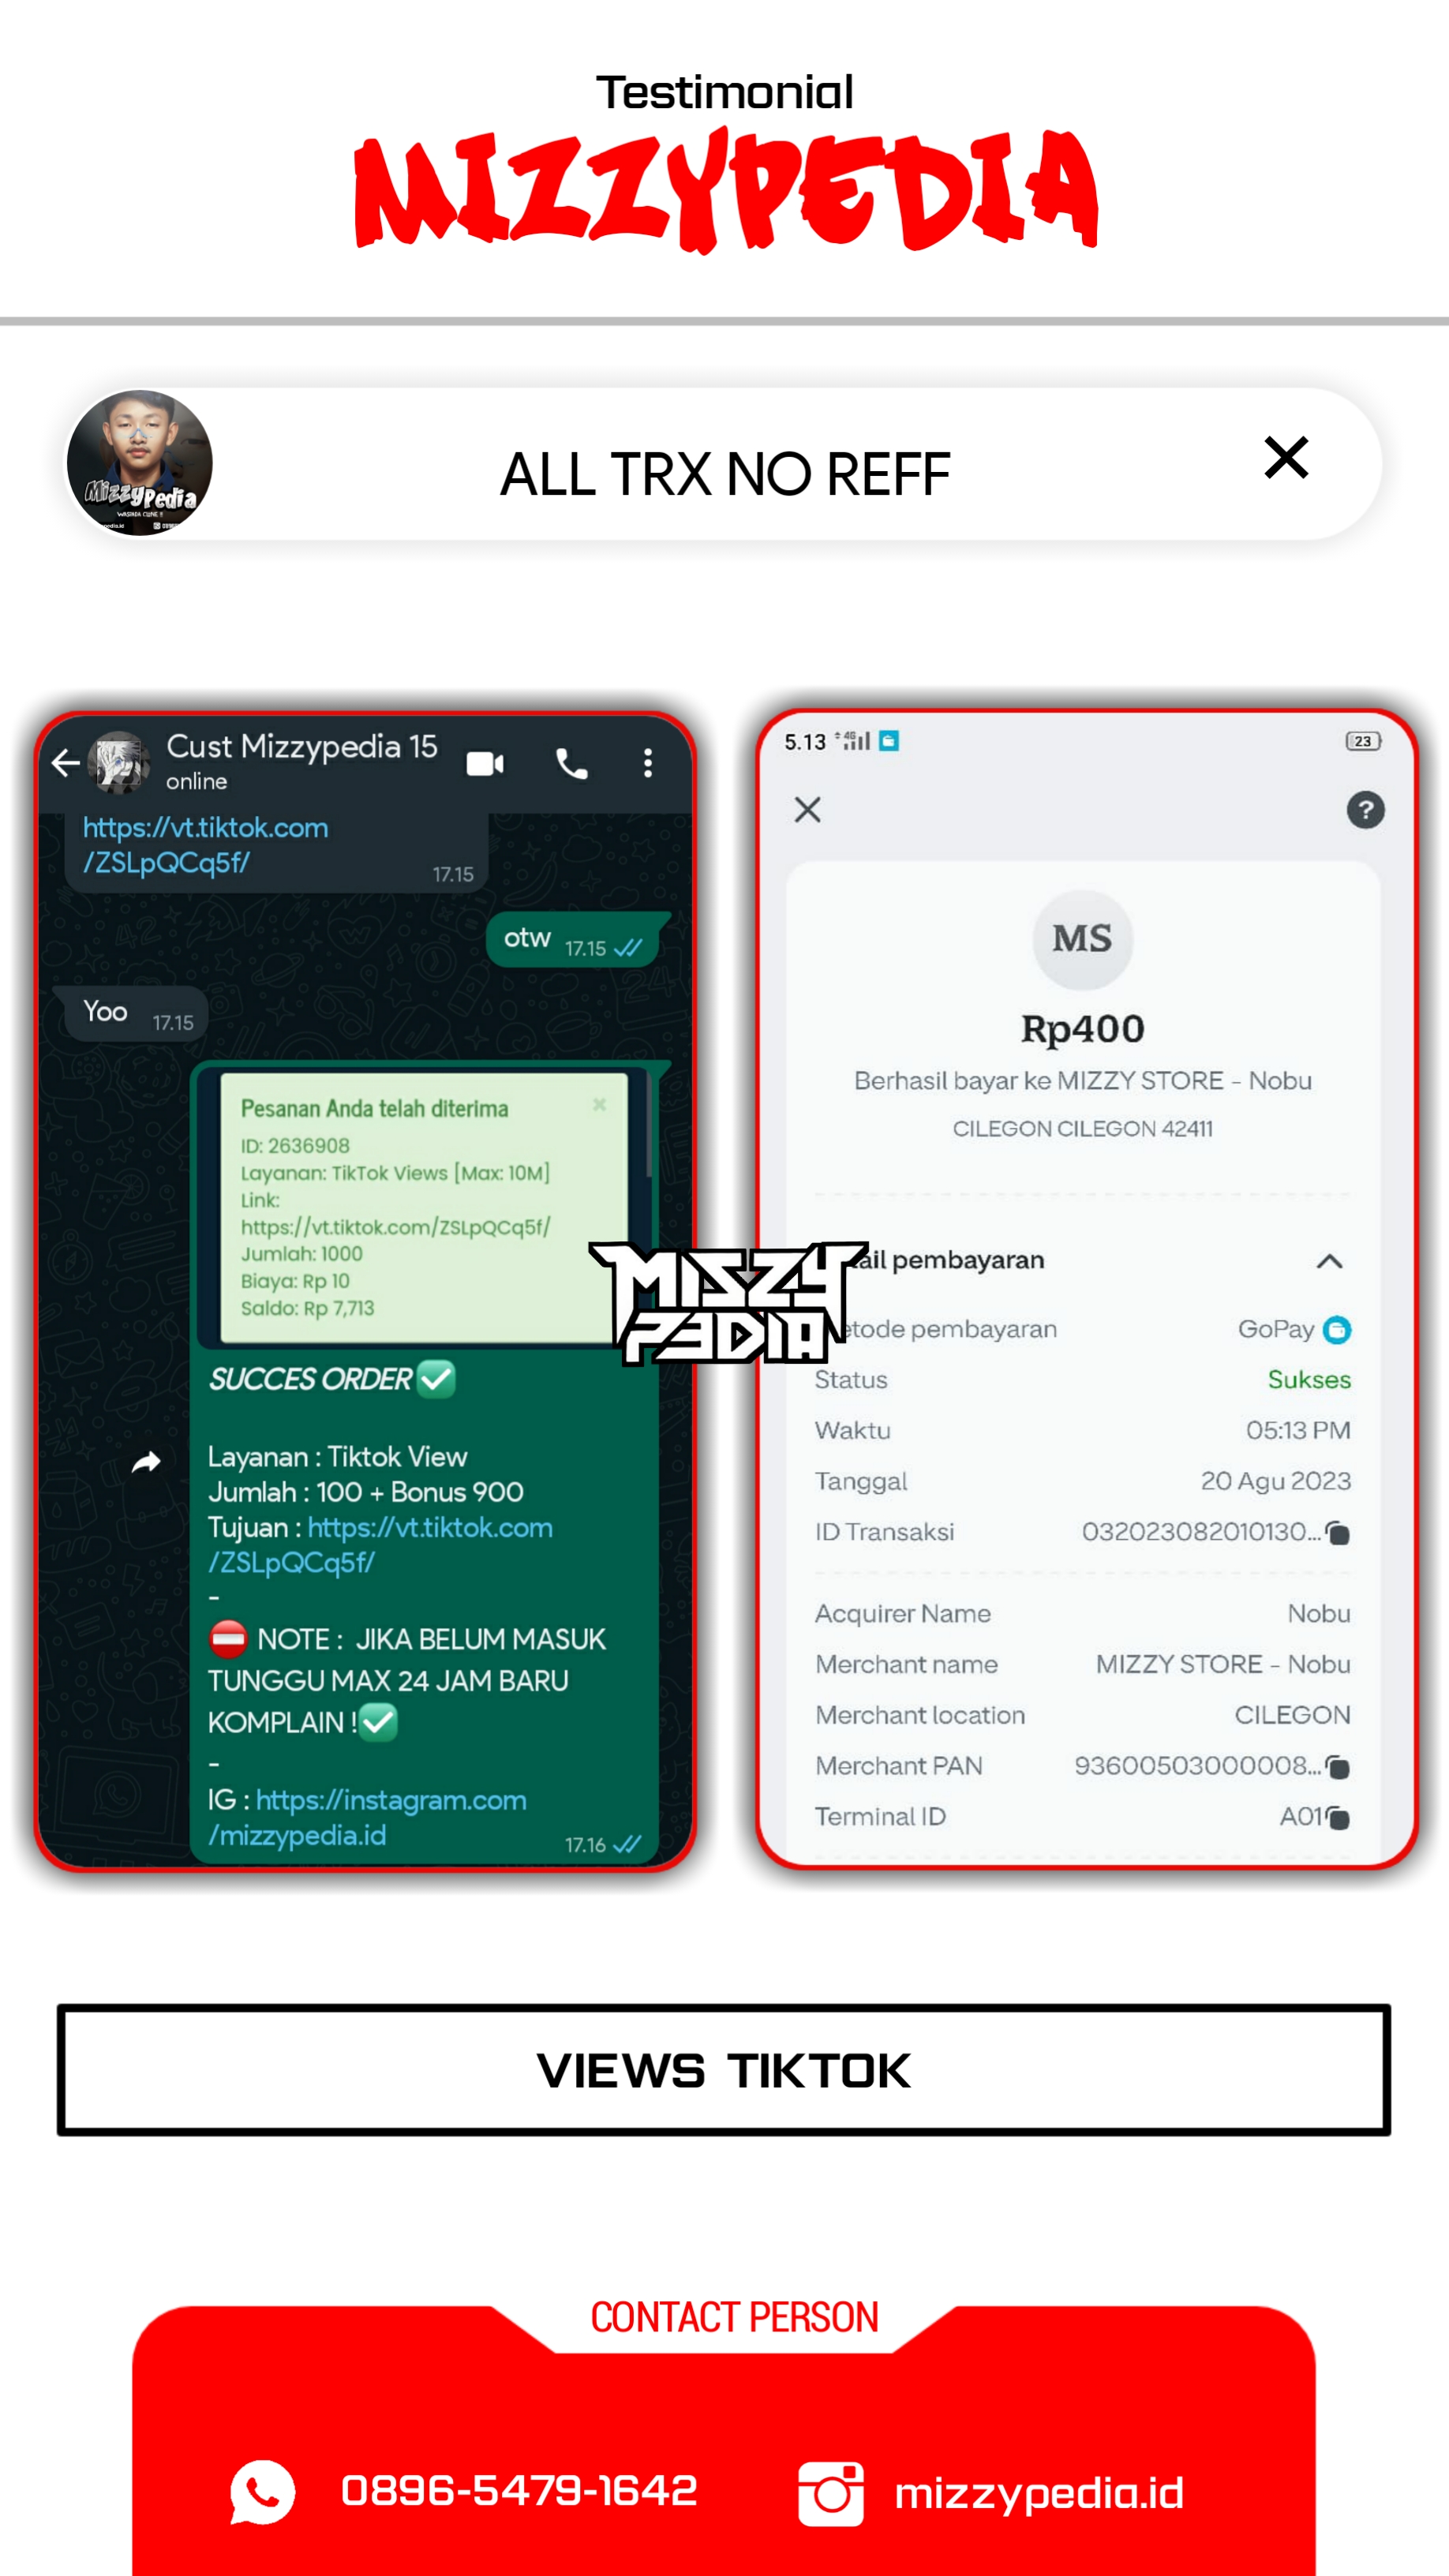 Testimonial
MIZZYPEDIA
MizzyPedia
WASPADA CLONE !!
ALL TRX NO REFF
Cust Mizzypedia 15
online
https://vt.tiktok.com
/ZSLpQCq5f/
17.15
otw 17.15
Yoo 17.15
Pesanan Anda telah diterima
ID: 2636908
Layanan: TikTok Views [Max: 10M]
Link:
https://vt.tiktok.com/ZSLpQCq5f/
Jumlah: 1000
Biaya: Rp 10
Saldo: Rp 7,713
SUCCES ORDER✅
Layanan : Tiktok View
Jumlah : 100 + Bonus 900
Tujuan : https://vt.tiktok.com
/ZSLpQCq5f/
-
⛔ NOTE : JIKA BELUM MASUK
TUNGGU MAX 24 JAM BARU
KOMPLAIN !✅
-
IG : https://instagram.com
/mizzypedia.id
17.16
MIZZY
PEDIA
5.13 4G 23
?
MS
Rp400
Berhasil bayar ke MIZZY STORE - Nobu
CILEGON CILEGON 42411
ail pembayaran
etode pembayaran GoPay
Status Sukses
Waktu 05:13 PM
Tanggal 20 Agu 2023
ID Transaksi 032023082010130...
Acquirer Name Nobu
Merchant name MIZZY STORE - Nobu
Merchant location CILEGON
Merchant PAN 93600503000008...
Terminal ID A01
VIEWS TIKTOK
CONTACT PERSON
0896-5479-1642
mizzypedia.id